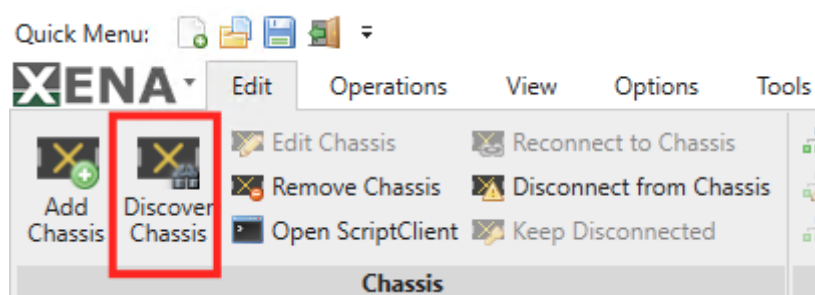 Quick Menu:
XENA Edit Operations View Options Tools
Add Chassis
Discover Chassis
Edit Chassis
Remove Chassis
Open ScriptClient
Reconnect to Chassis
Disconnect from Chassis
Keep Disconnected
Chassis